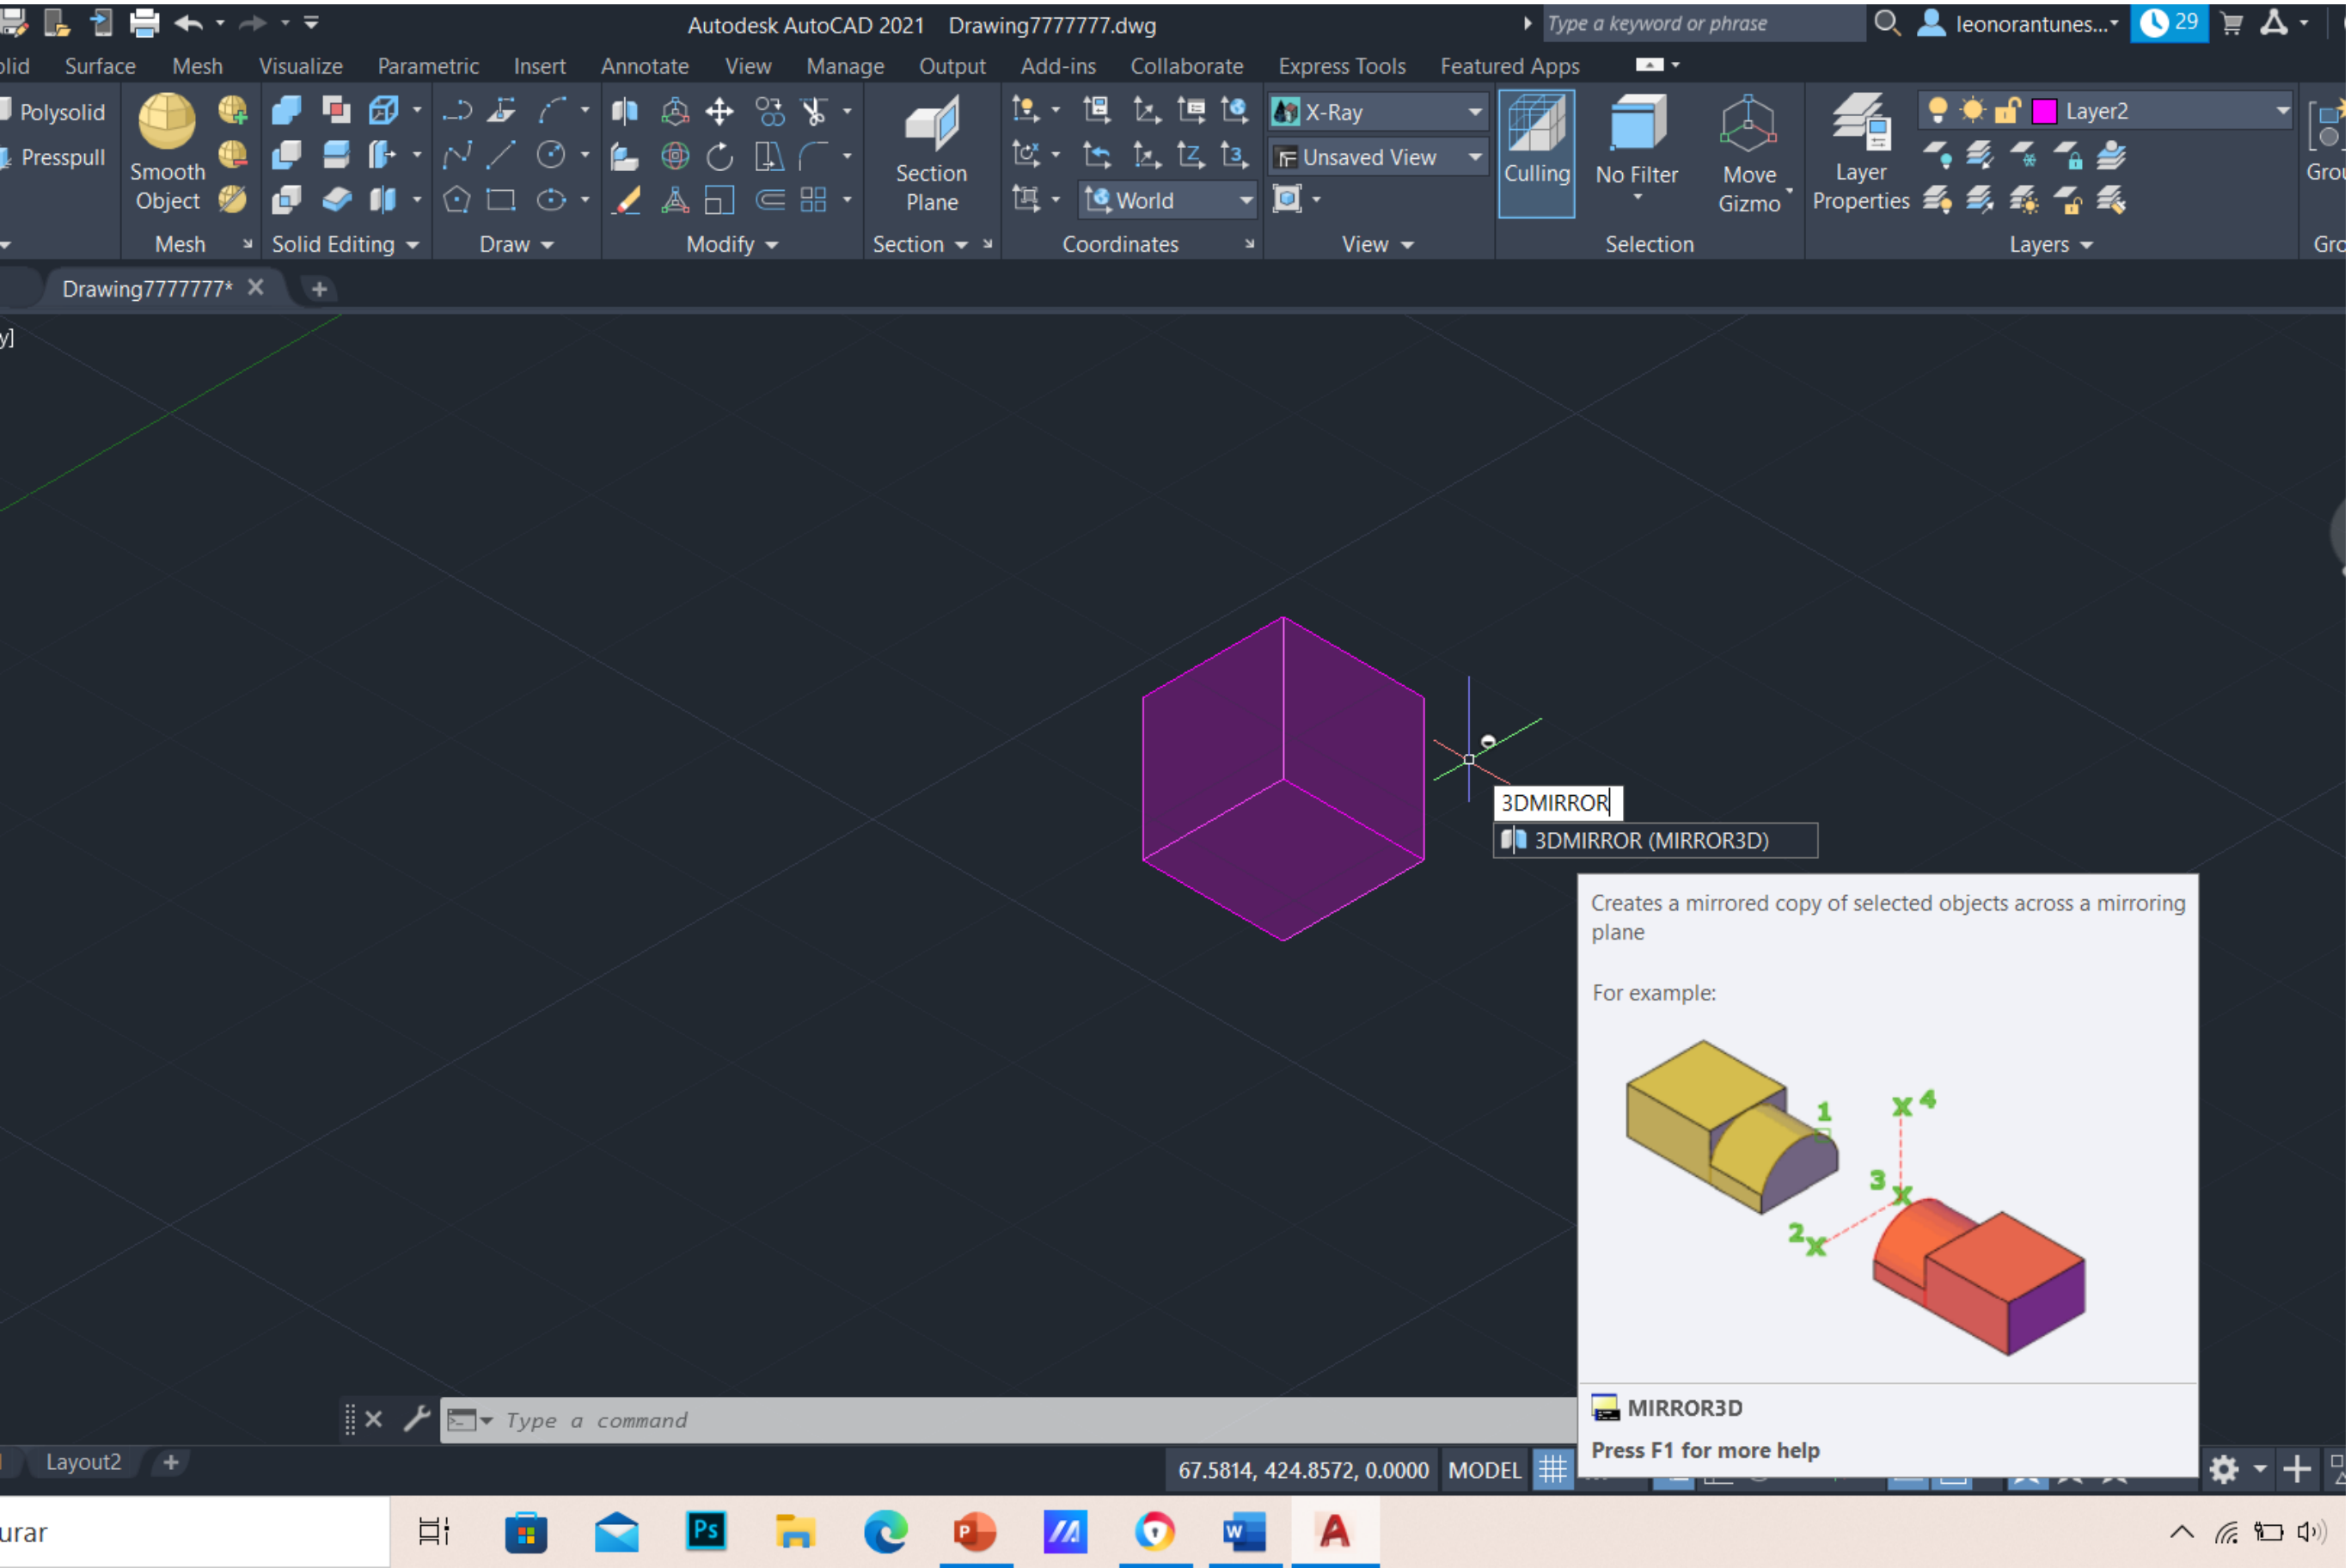 Autodesk AutoCAD 2021 Drawing7777777.dwg Type a keyword or phrase leonorantunes... 29
olid Surface Mesh Visualize Parametric Insert Annotate View Manage Output Add-ins Collaborate Express Tools Featured Apps
Polysolid
Presspull
Smooth
Object
Mesh
Solid Editing
Draw
Modify
Section
Plane
Section
World
Coordinates
X-Ray
Unsaved View
View
Culling
No Filter
Move
Gizmo
Selection
Layer
Properties
Layer2
Layers
Grou
Gro
Drawing7777777*
y]
3DMIRROR
3DMIRROR (MIRROR3D)
Creates a mirrored copy of selected objects across a mirroring
plane
For example:
1
x 4
3 x
2 x
MIRROR3D
Press F1 for more help
Type a command
Layout2
67.5814, 424.8572, 0.0000 MODEL
urar
Ps
P
W
A